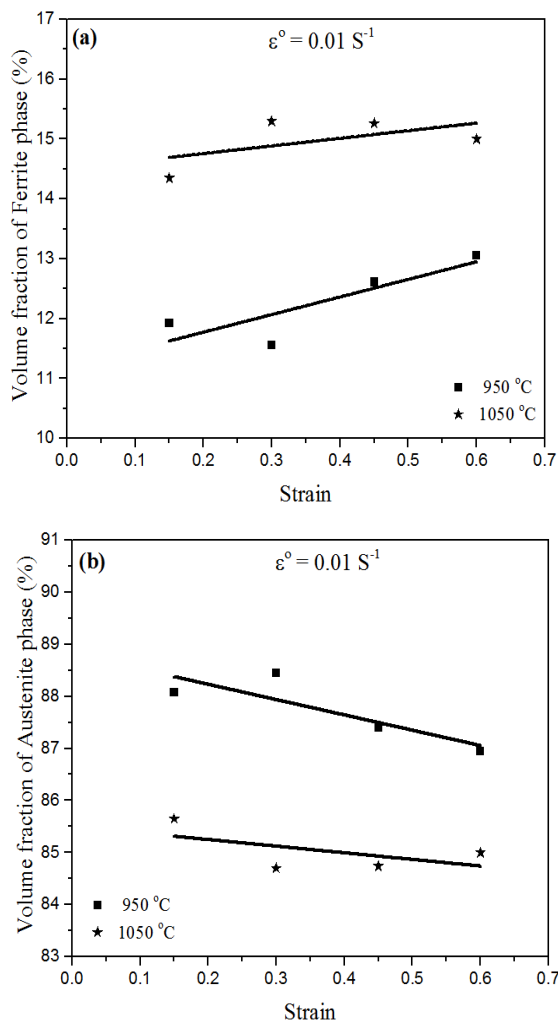 (a)
ε° = 0.01 S⁻¹
Volume fraction of Ferrite phase (%)
17
16
15
14
13
12
11
10
950 °C
1050 °C
0.0 0.1 0.2 0.3 0.4 0.5 0.6 0.7
Strain
(b)
ε° = 0.01 S⁻¹
Volume fraction of Austenite phase (%)
91
90
89
88
87
86
85
84
83
950 °C
1050 °C
0.0 0.1 0.2 0.3 0.4 0.5 0.6 0.7
Strain